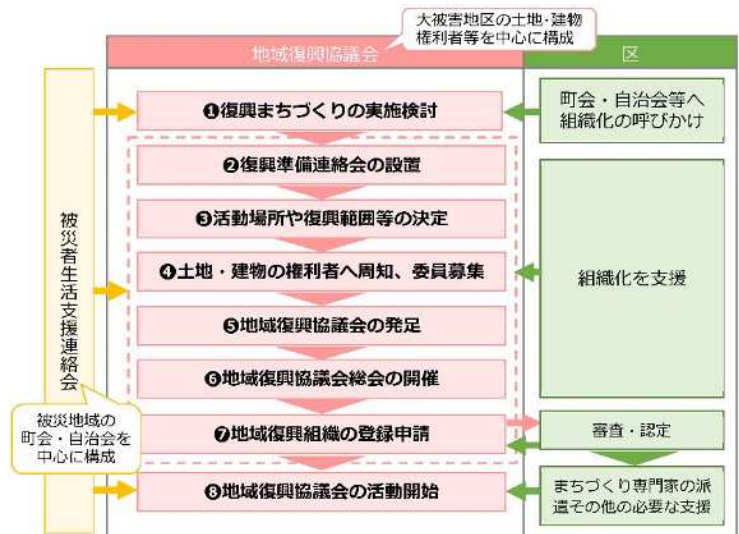 大被害地区の土地・建物
権利者等を中心に構成
地域復興協議会
区
被災者生活支援連絡会
❶復興まちづくりの実施検討
町会・自治会等へ
組織化の呼びかけ
❷復興準備連絡会の設置
❸活動場所や復興範囲等の決定
❹土地・建物の権利者へ周知、委員募集
組織化を支援
❺地域復興協議会の発足
❻地域復興協議会総会の開催
被災地域の
町会・自治会を
中心に構成
❼地域復興組織の登録申請
審査・認定
❽地域復興協議会の活動開始
まちづくり専門家の派
遣その他の必要な支援